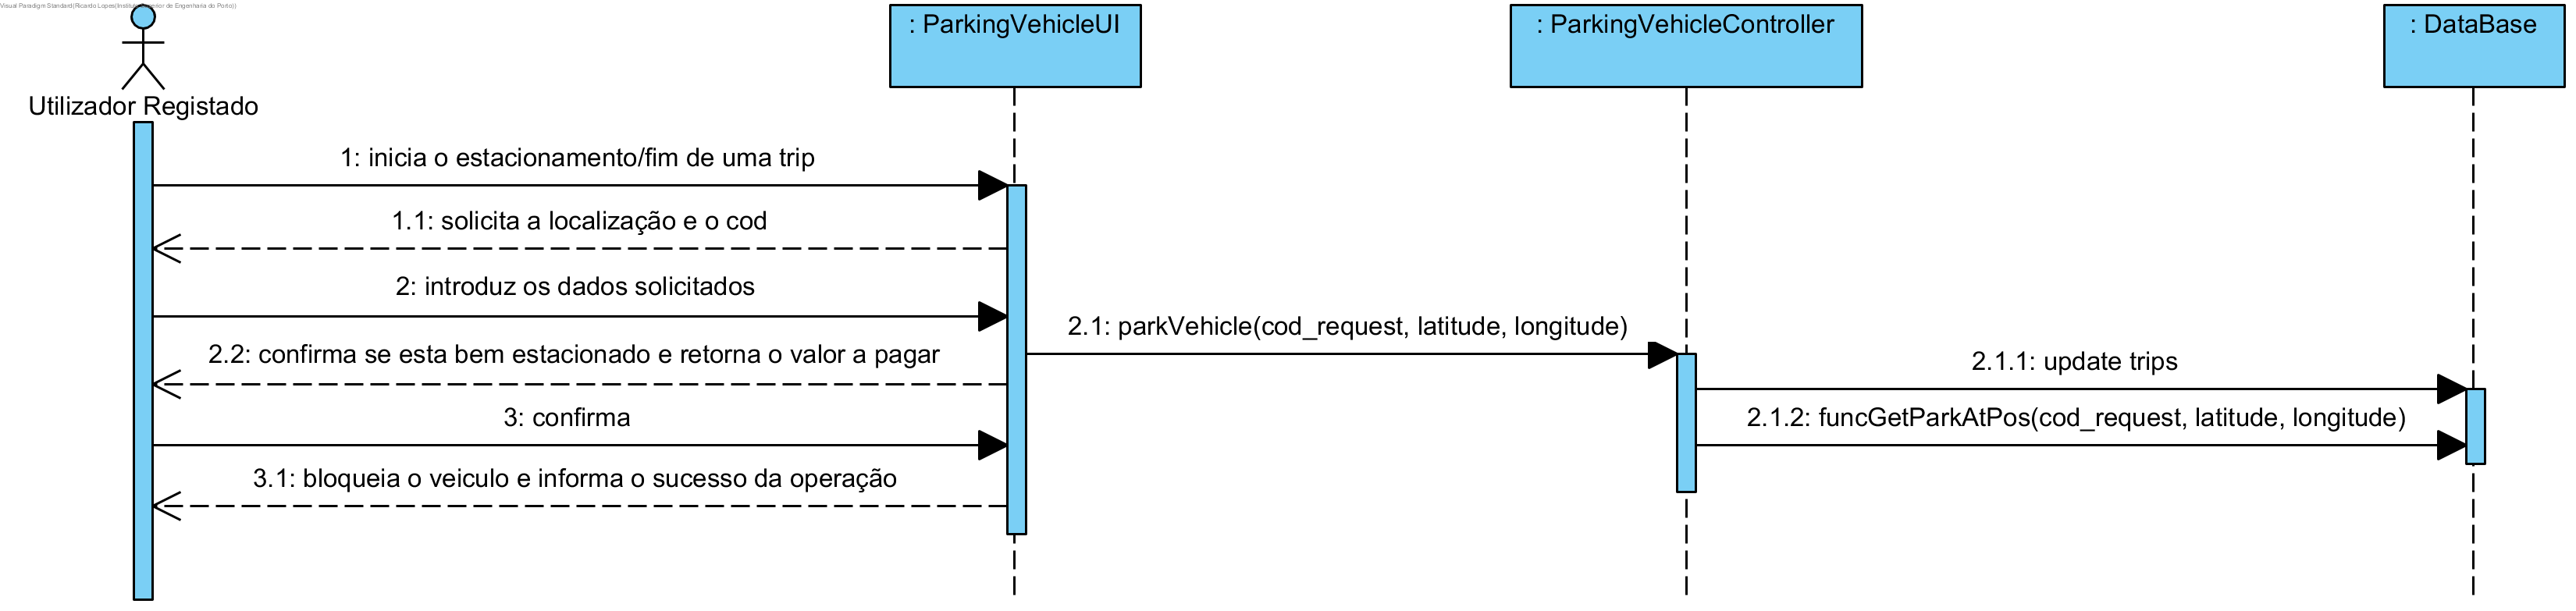 Visual Paradigm Standard(Ricardo Lopes(Instituto Superior de Engenharia do Porto))
: ParkingVehicleUI
: ParkingVehicleController
: DataBase
Utilizador Registado
1: inicia o estacionamento/fim de uma trip
1.1: solicita a localização e o cod
2: introduz os dados solicitados
2.1: parkVehicle(cod_request, latitude, longitude)
2.2: confirma se esta bem estacionado e retorna o valor a pagar
2.1.1: update trips
3: confirma
2.1.2: funcGetParkAtPos(cod_request, latitude, longitude)
3.1: bloqueia o veiculo e informa o sucesso da operação